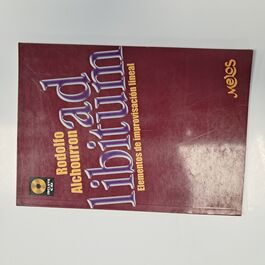 MELOS
Rodolfo
Alchourron
ad
libitum
Elementos de improvisación lineal